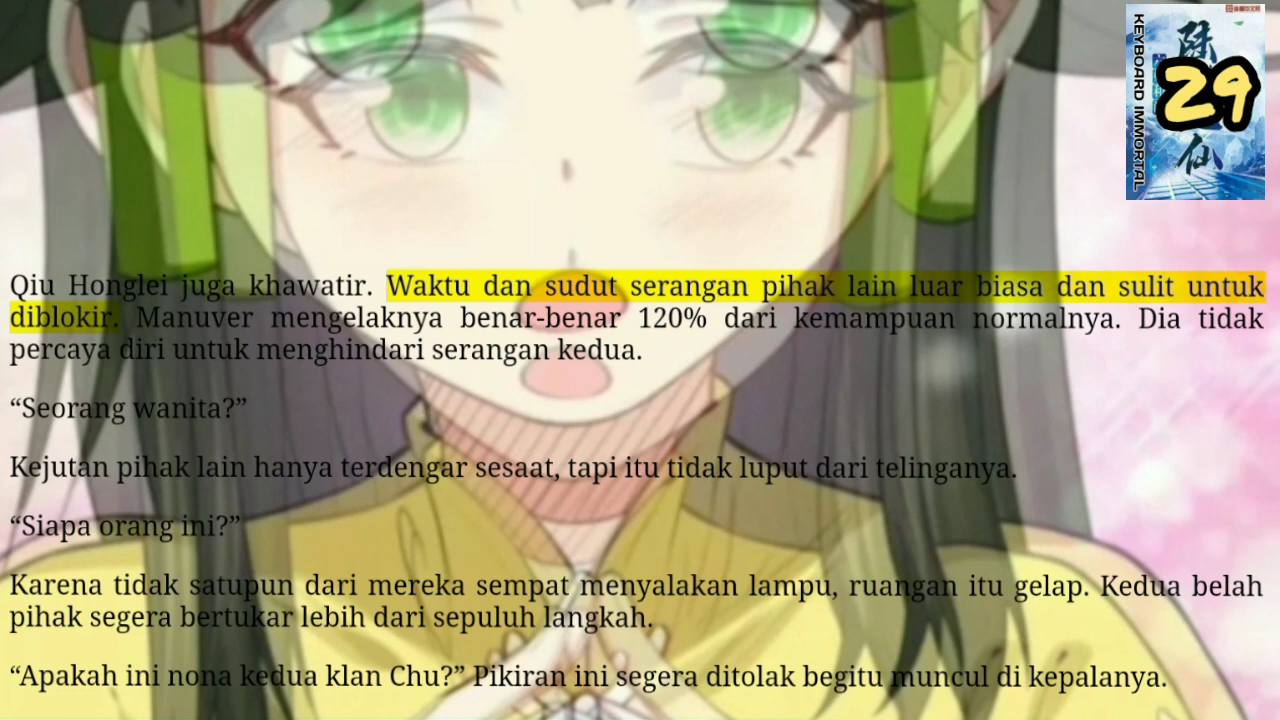 KEYBOARD IMMORTAL
29
仙
Qiu Honglei juga khawatir. Waktu dan sudut serangan pihak lain luar biasa dan sulit untuk
diblokir. Manuver mengelaknya benar-benar 120% dari kemampuan normalnya. Dia tidak
percaya diri untuk menghindari serangan kedua.
“Seorang wanita?”
Kejutan pihak lain hanya terdengar sesaat, tapi itu tidak luput dari telinganya.
“Siapa orang ini?”
Karena tidak satupun dari mereka sempat menyalakan lampu, ruangan itu gelap. Kedua belah
pihak segera bertukar lebih dari sepuluh langkah.
“Apakah ini nona kedua klan Chu?” Pikiran ini segera ditolak begitu muncul di kepalanya.